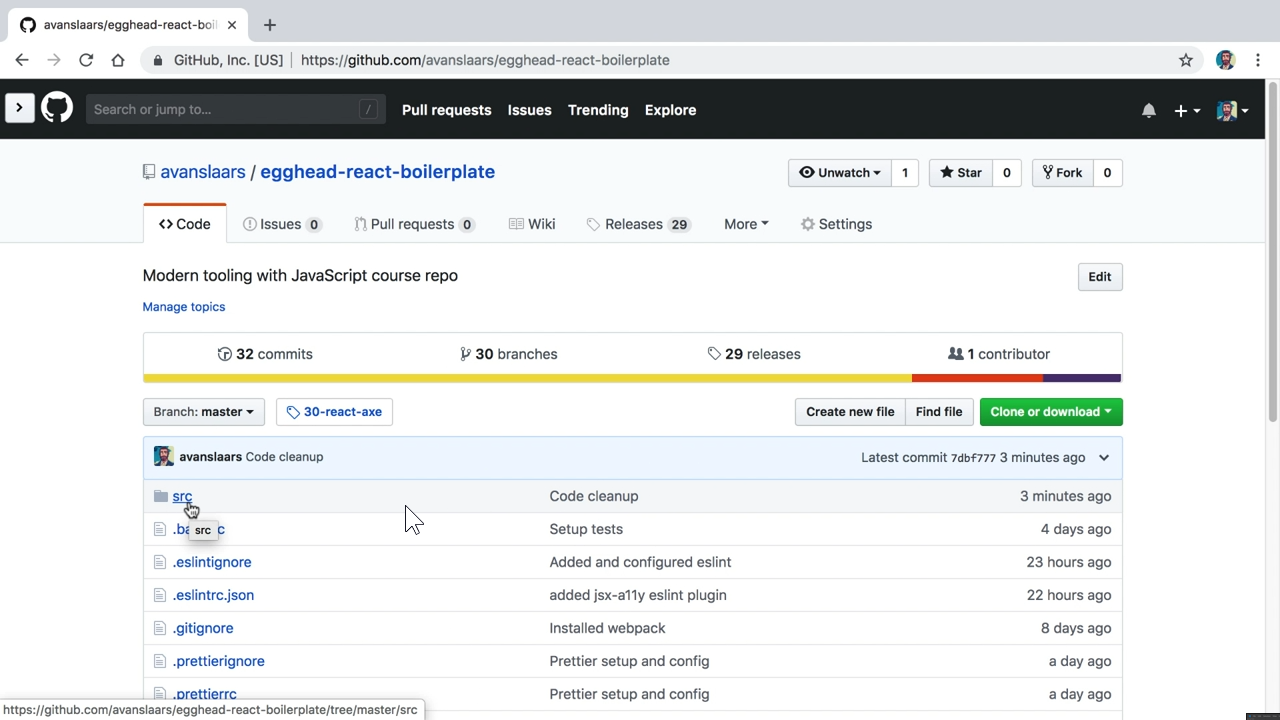 avanslaars/egghead-react-boil
GitHub, Inc. [US] | https://github.com/avanslaars/egghead-react-boilerplate
Search or jump to... / Pull requests Issues Trending Explore
avanslaars / egghead-react-boilerplate Unwatch 1 Star 0 Fork 0
Code Issues 0 Pull requests 0 Wiki Releases 29 More Settings
Modern tooling with JavaScript course repo Edit
Manage topics
32 commits 30 branches 29 releases 1 contributor
Branch: master 30-react-axe Create new file Find file Clone or download
avanslaars Code cleanup Latest commit 7dbf777 3 minutes ago
src Code cleanup 3 minutes ago
.ba c Setup tests 4 days ago
src
.eslintignore Added and configured eslint 23 hours ago
.eslintrc.json added jsx-a11y eslint plugin 22 hours ago
.gitignore Installed webpack 8 days ago
.prettierignore Prettier setup and config a day ago
.prettierrc Prettier setup and config a day ago
https://github.com/avanslaars/egghead-react-boilerplate/tree/master/src